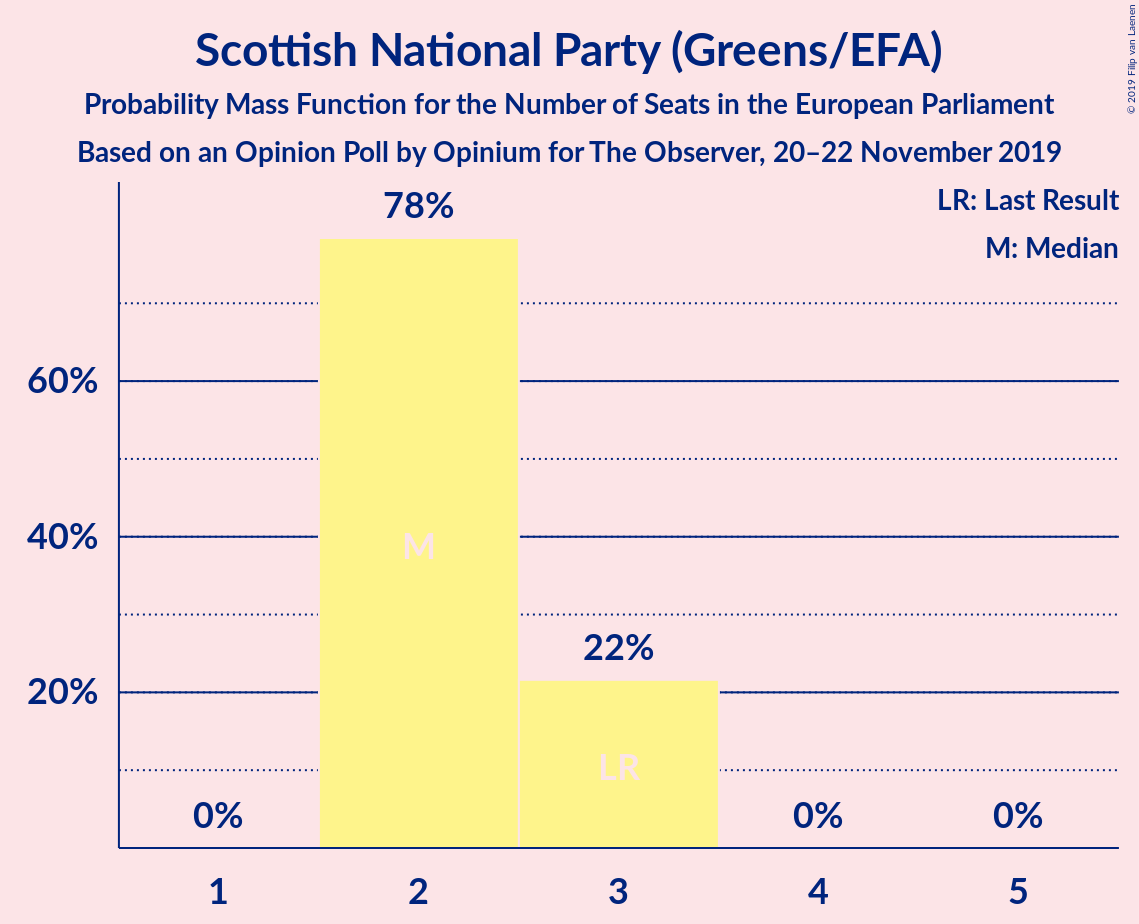 Scottish National Party (Greens/EFA)
Probability Mass Function for the Number of Seats in the European Parliament
Based on an Opinion Poll by Opinium for The Observer, 20–22 November 2019
© 2019 Filip van Laenen
LR: Last Result
M: Median
78%
60%
40%
M
22%
20%
LR
0%
0%
0%
1
2
3
4
5